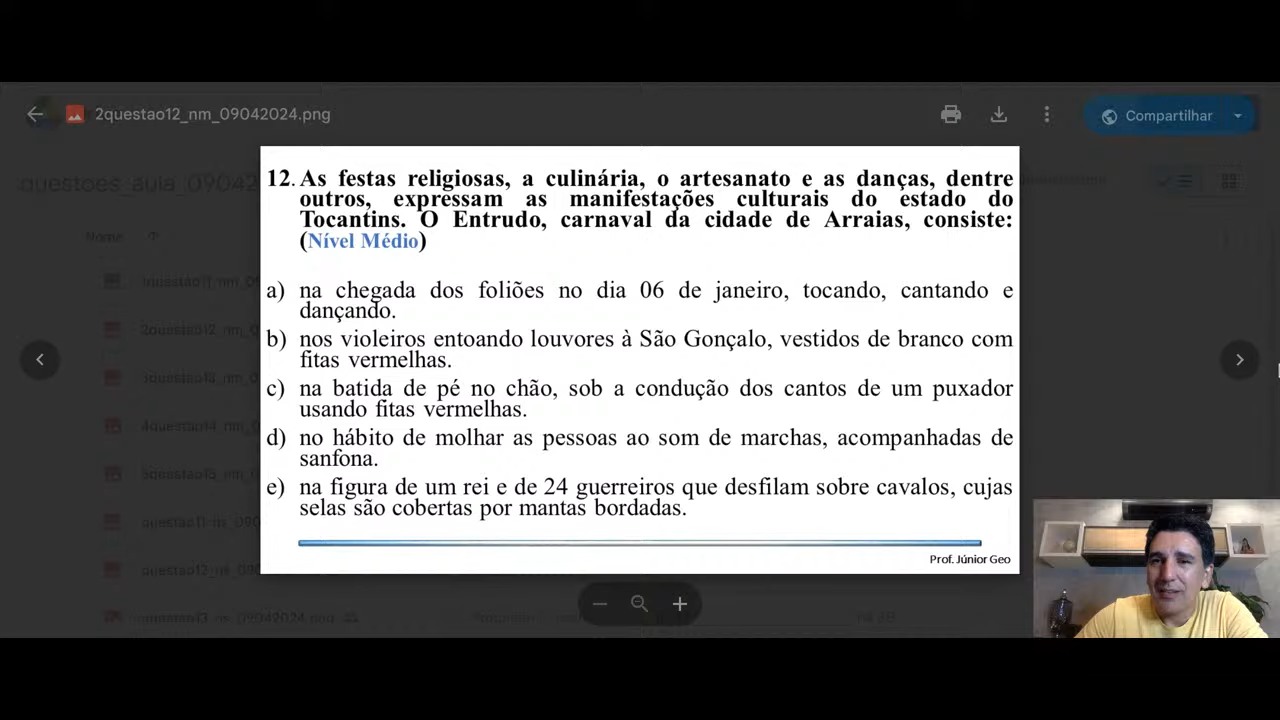 2questao12_nm_09042024.png
Compartilhar
questoes_aula_09042
Nome
12. As festas religiosas, a culinária, o artesanato e as danças, dentre
outros, expressam as manifestações culturais do estado do
Tocantins. O Entrudo, carnaval da cidade de Arraias, consiste:
(Nível Médio)
a) na chegada dos foliões no dia 06 de janeiro, tocando, cantando e
dançando.
b) nos violeiros entoando louvores à São Gonçalo, vestidos de branco com
fitas vermelhas.
c) na batida de pé no chão, sob a condução dos cantos de um puxador
usando fitas vermelhas.
d) no hábito de molhar as pessoas ao som de marchas, acompanhadas de
sanfona.
e) na figura de um rei e de 24 guerreiros que desfilam sobre cavalos, cujas
selas são cobertas por mantas bordadas.
Prof. Júnior Geo